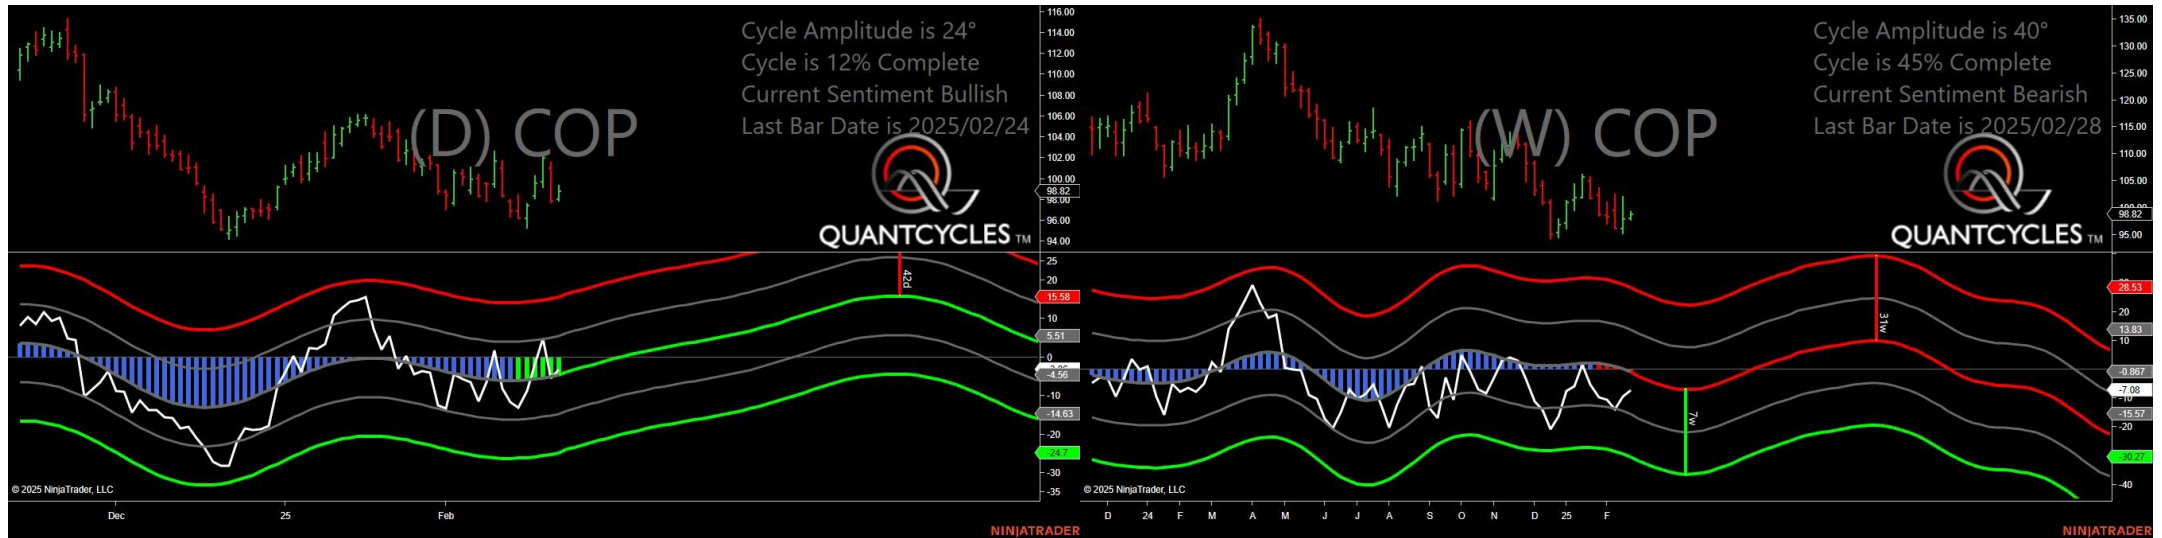 Cycle Amplitude is 24°
Cycle is 12% Complete
Current Sentiment Bullish
Last Bar Date is 2025/02/24
(D) COP
QUANTCYCLES TM
116.00
114.00
112.00
110.00
108.00
106.00
104.00
102.00
100.00
98.82
98.00
96.00
94.00
42d
25
20
15.58
10
5.51
0
-4.56
-10
-14.63
-20
-24.7
-30
-35
© 2025 NinjaTrader, LLC
Dec 25 Feb
NINJATRADER
Cycle Amplitude is 40°
Cycle is 45% Complete
Current Sentiment Bearish
Last Bar Date is 2025/02/28
(W) COP
QUANTCYCLES TM
135.00
130.00
125.00
120.00
115.00
110.00
105.00
100.00
98.82
95.00
31w
7w
28.53
20
13.83
10
-0.867
-7.08
-10
-15.57
-20
-30.27
-40
© 2025 NinjaTrader, LLC
D 24 F M A M J J A S O N D 25 F
NINJATRADER